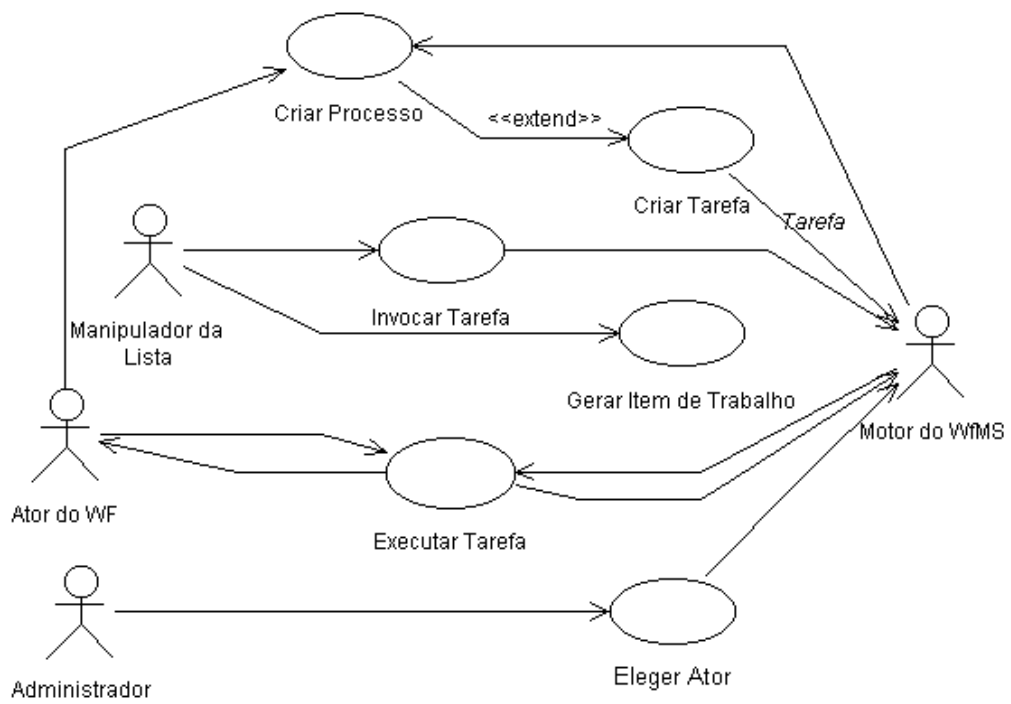 Criar Processo
<<extend>>
Criar Tarefa
Tarefa
Invocar Tarefa
Manipulador da
Lista
Gerar Item de Trabalho
Motor do WfMS
Ator do WF
Executar Tarefa
Eleger Ator
Administrador